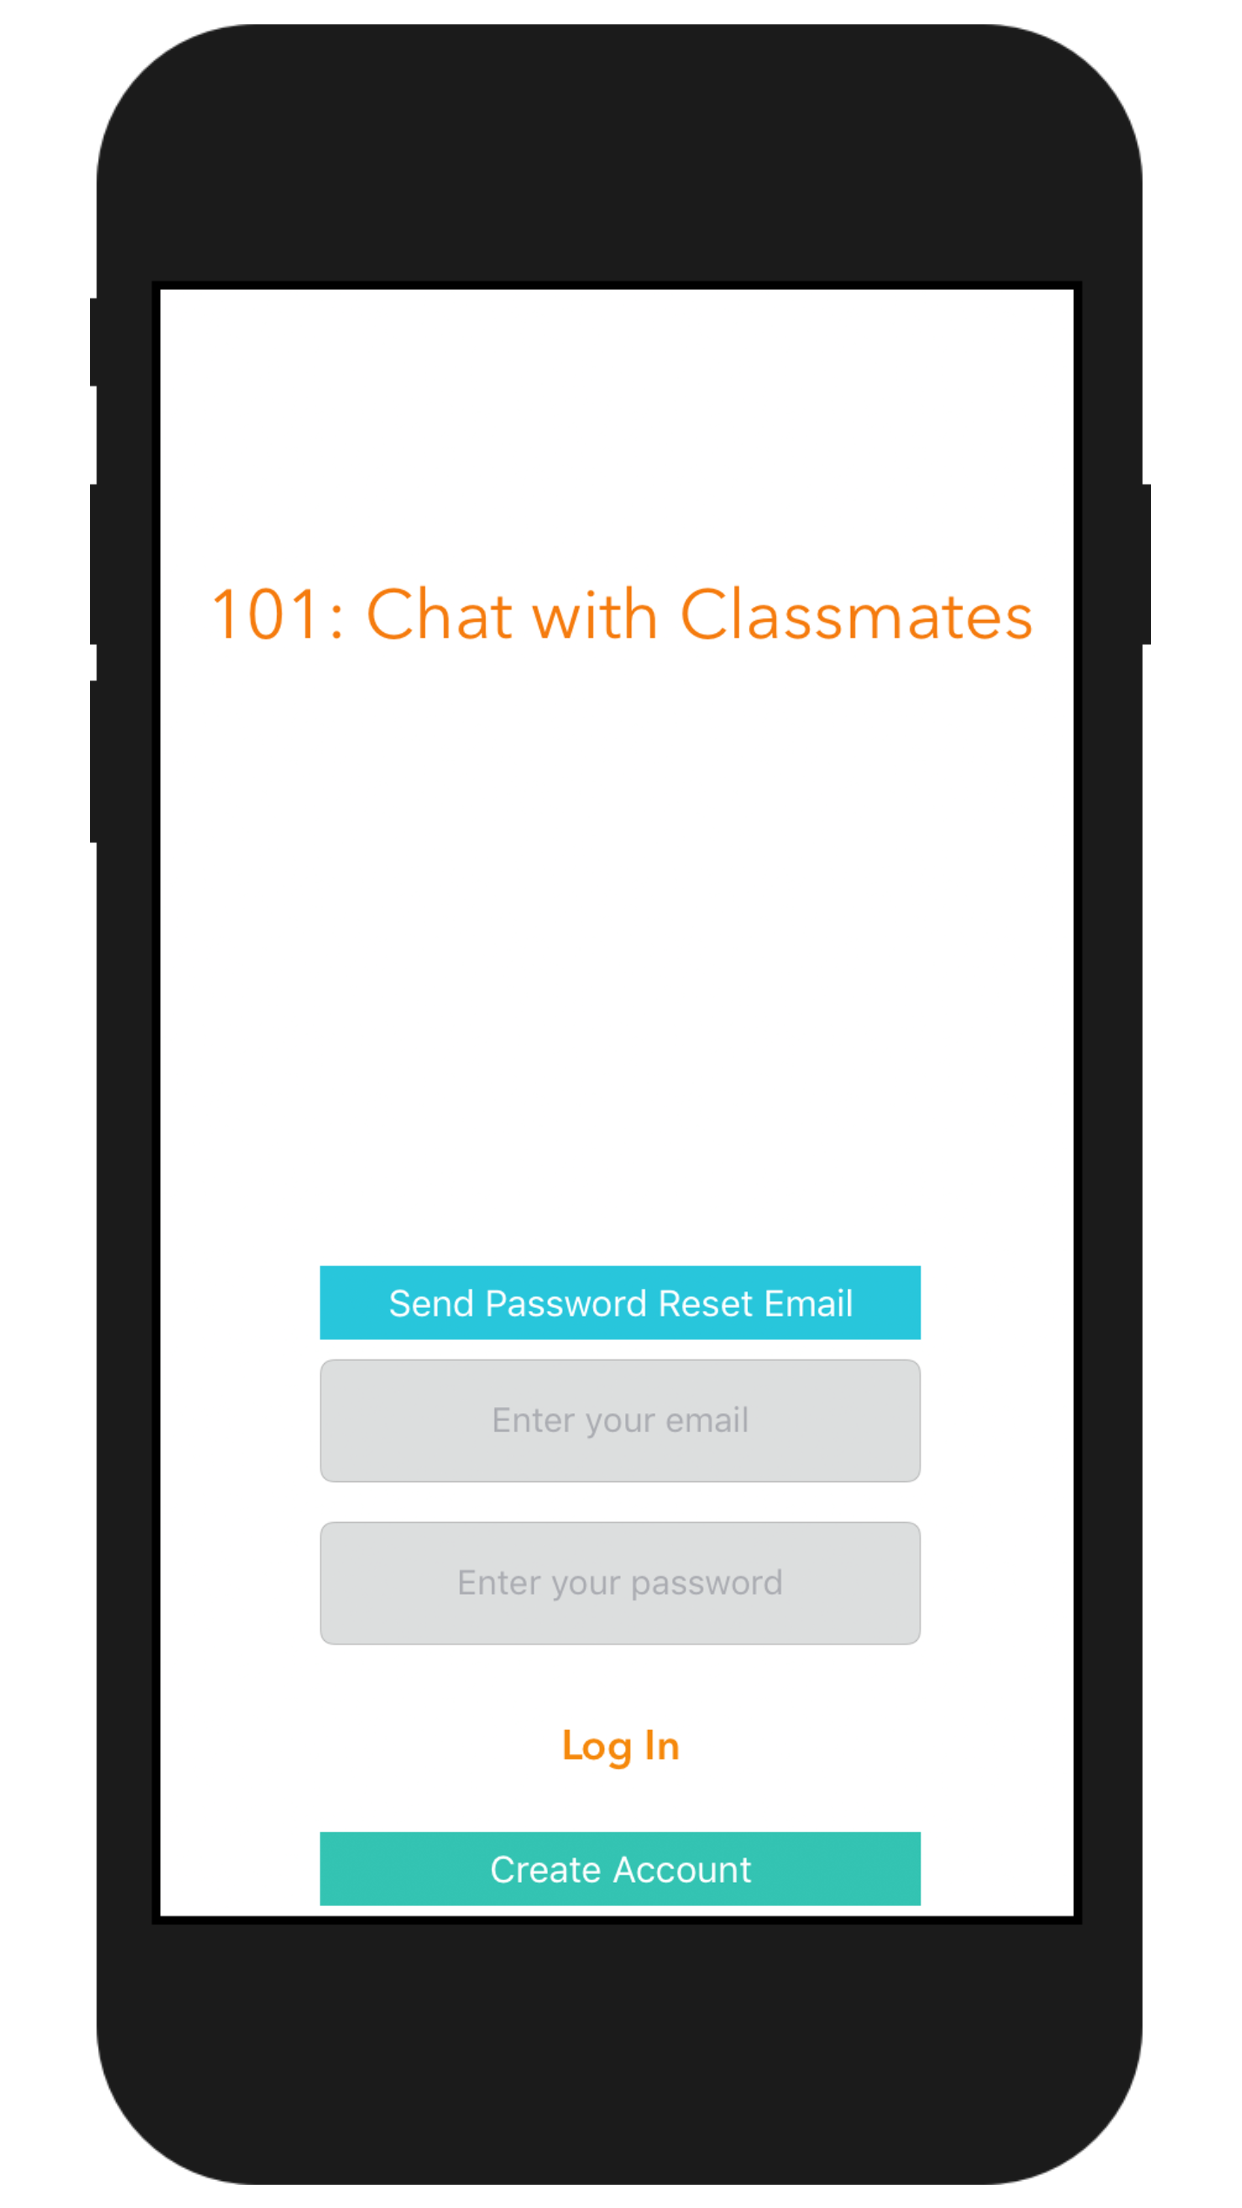 101: Chat with Classmates
Send Password Reset Email
Enter your email
Enter your password
Log In
Create Account